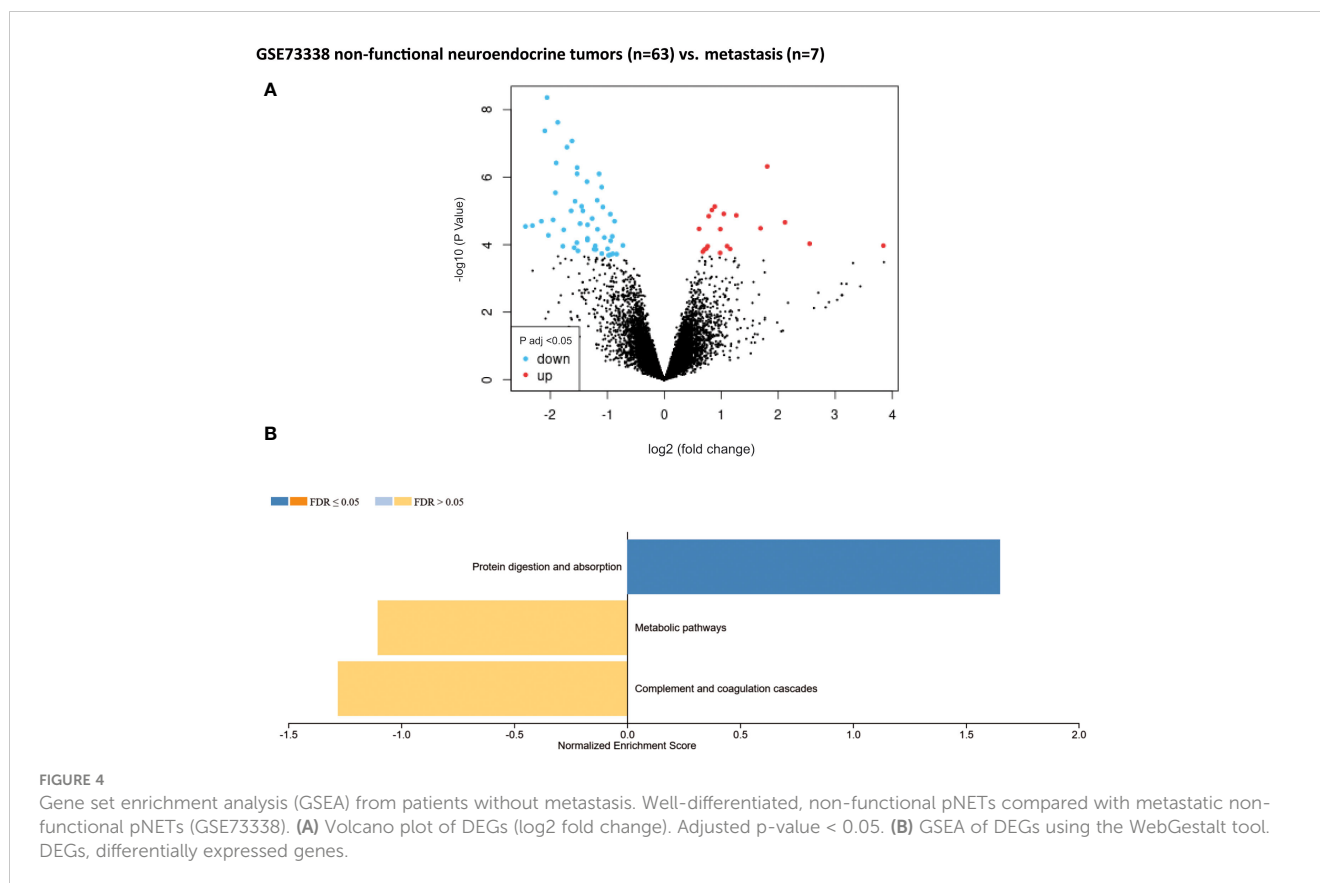 GSE73338 non-functional neuroendocrine tumors (n=63) vs. metastasis (n=7)
A
-log10 (P Value)
8
6
4
2
0
P adj <0.05
down
up
-2 -1 0 1 2 3 4
log2 (fold change)
B
FDR ≤ 0.05 FDR > 0.05
Protein digestion and absorption
Metabolic pathways
Complement and coagulation cascades
-1.5 -1.0 -0.5 0.0 0.5 1.0 1.5 2.0
Normalized Enrichment Score
FIGURE 4
Gene set enrichment analysis (GSEA) from patients without metastasis. Well-differentiated, non-functional pNETs compared with metastatic non-
functional pNETs (GSE73338). (A) Volcano plot of DEGs (log2 fold change). Adjusted p-value < 0.05. (B) GSEA of DEGs using the WebGestalt tool.
DEGs, differentially expressed genes.